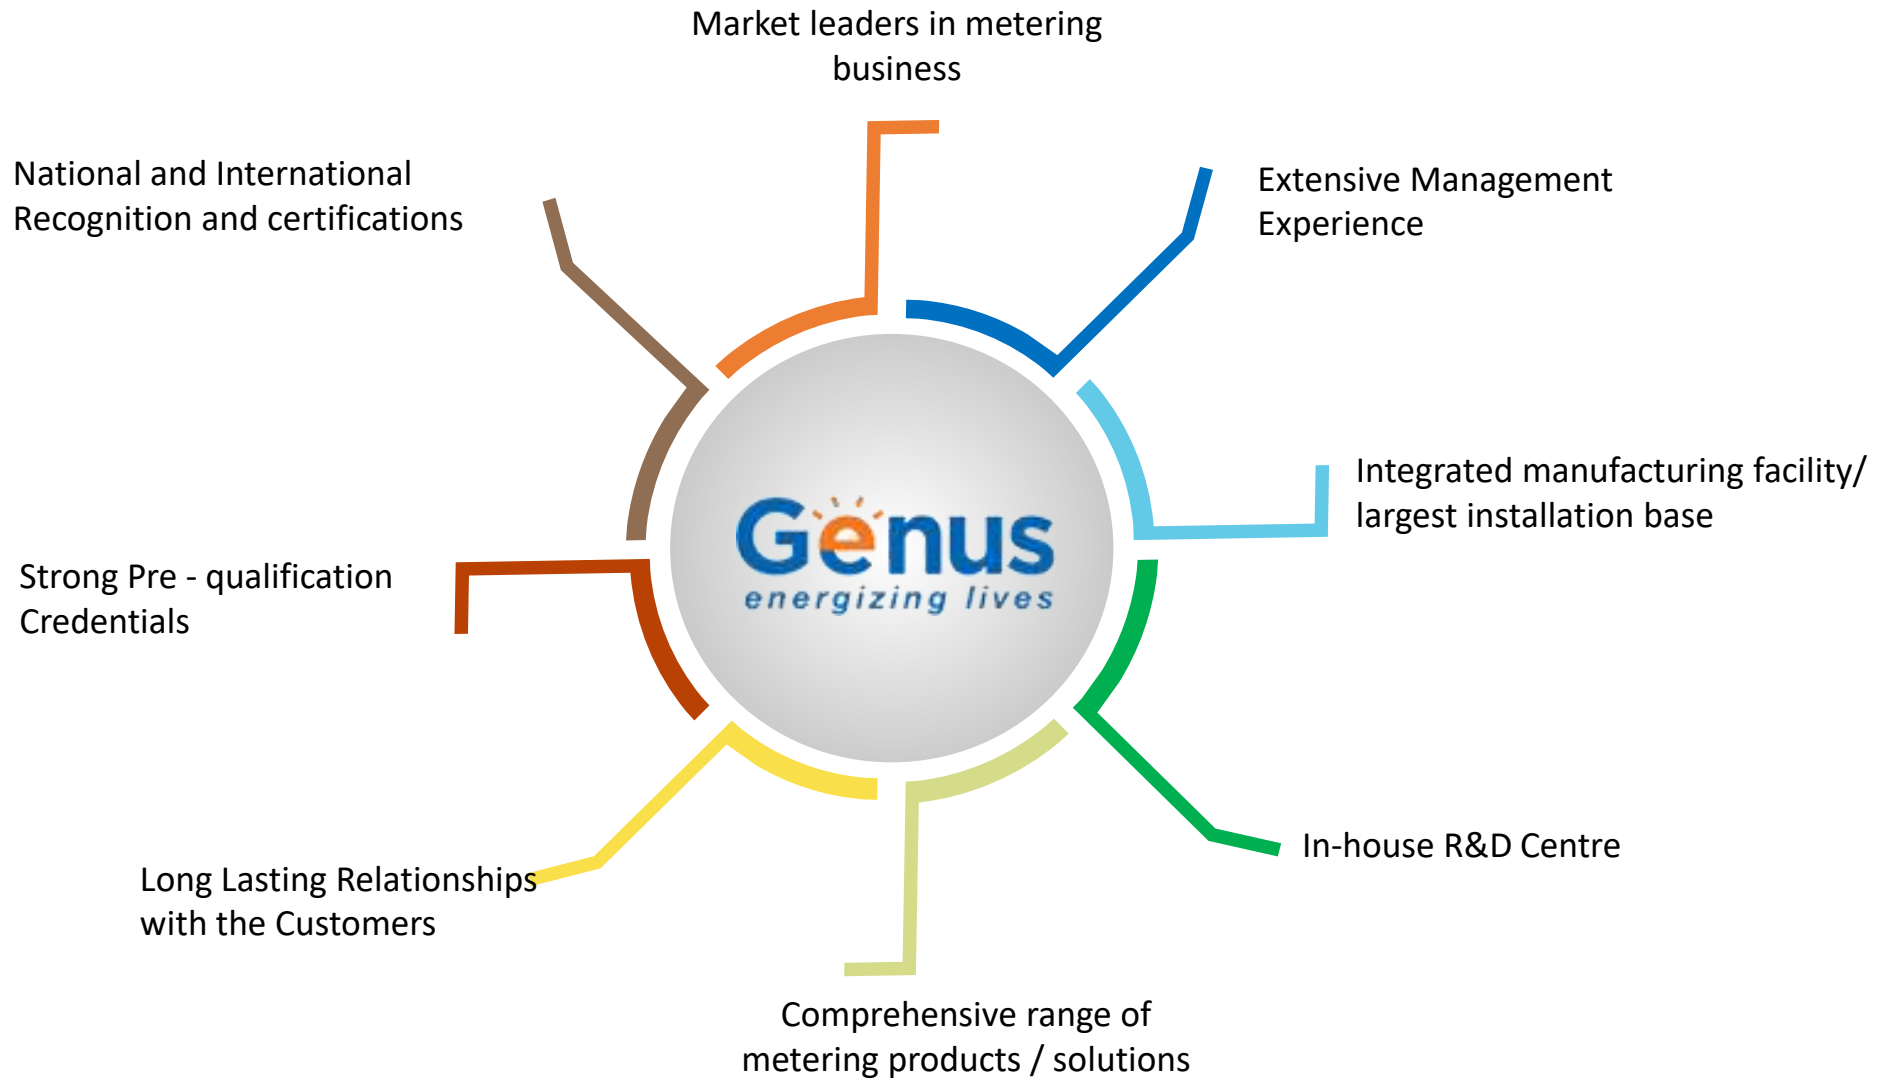 Market leaders in metering
business
National and International
Recognition and certifications
Extensive Management
Experience
Integrated manufacturing facility/
largest installation base
Genus
energizing lives
Strong Pre - qualification
Credentials
In-house R&D Centre
Long Lasting Relationships
with the Customers
Comprehensive range of
metering products / solutions